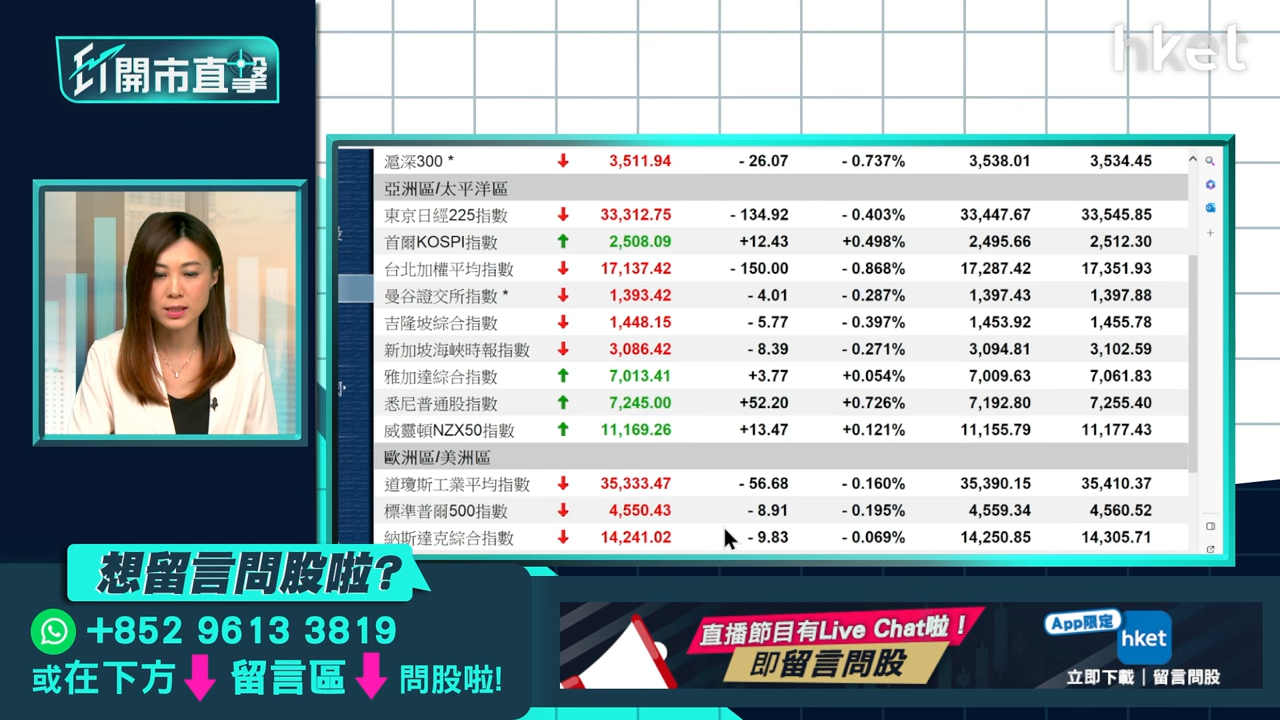 ET開市直擊
hket
滬深300 * 3,511.94 - 26.07 - 0.737% 3,538.01 3,534.45
亞洲區/太平洋區
東京日經225指數 33,312.75 - 134.92 - 0.403% 33,447.67 33,545.85
首爾KOSPI指數 2,508.09 +12.43 +0.498% 2,495.66 2,512.30
台北加權平均指數 17,137.42 - 150.00 - 0.868% 17,287.42 17,351.93
曼谷證交所指數 * 1,393.42 - 4.01 - 0.287% 1,397.43 1,397.88
吉隆坡綜合指數 1,448.15 - 5.77 - 0.397% 1,453.92 1,455.78
新加坡海峽時報指數 3,086.42 - 8.39 - 0.271% 3,094.81 3,102.59
雅加達綜合指數 7,013.41 +3.77 +0.054% 7,009.63 7,061.83
悉尼普通股指數 7,245.00 +52.20 +0.726% 7,192.80 7,255.40
威靈頓NZX50指數 11,169.26 +13.47 +0.121% 11,155.79 11,177.43
歐洲區/美洲區
道瓊斯工業平均指數 35,333.47 - 56.68 - 0.160% 35,390.15 35,410.37
標準普爾500指數 4,550.43 - 8.91 - 0.195% 4,559.34 4,560.52
納斯達克綜合指數 14,241.02 - 9.83 - 0.069% 14,250.85 14,305.71
想留言問股啦?
+852 9613 3819
或在下方 留言區 問股啦!
直播節目有Live Chat啦！
即留言問股
App限定
hket
立即下載｜留言問股